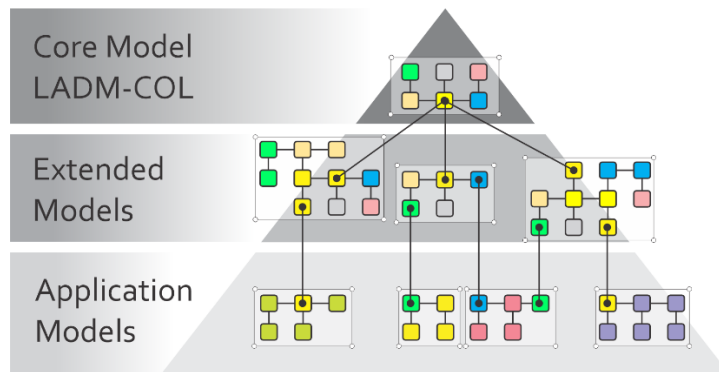 Core Model
LADM-COL
Extended
Models
Application
Models